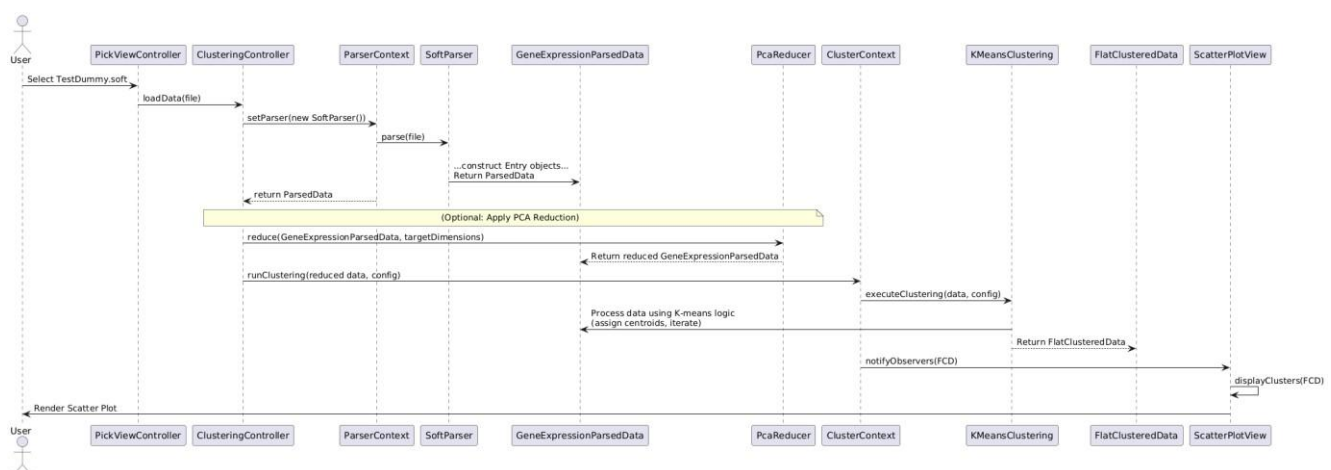 User
PickViewController
ClusteringController
ParserContext
SoftParser
GeneExpressionParsedData
PcaReducer
ClusterContext
KMeansClustering
FlatClusteredData
ScatterPlotView
Select TestDummy.soft
loadData(file)
setParser(new SoftParser())
parse(file)
...construct Entry objects...
Return ParsedData
return ParsedData
(Optional: Apply PCA Reduction)
reduce(GeneExpressionParsedData, targetDimensions)
Return reduced GeneExpressionParsedData
runClustering(reduced data, config)
executeClustering(data, config)
Process data using K-means logic
(assign centroids, iterate)
Return FlatClusteredData
notifyObservers(FCD)
displayClusters(FCD)
Render Scatter Plot
User
PickViewController
ClusteringController
ParserContext
SoftParser
GeneExpressionParsedData
PcaReducer
ClusterContext
KMeansClustering
FlatClusteredData
ScatterPlotView